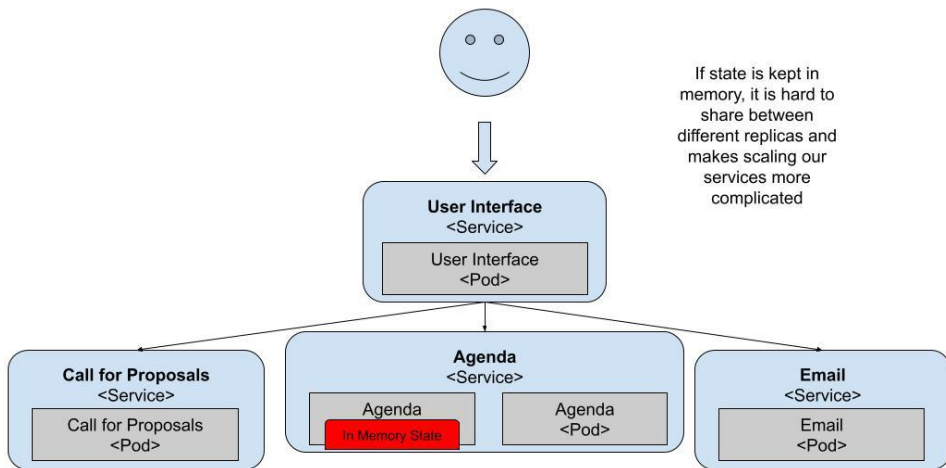 If state is kept in
memory, it is hard to
share between
different replicas and
makes scaling our
services more
complicated
User Interface
<Service>
User Interface
<Pod>
Call for Proposals
<Service>
Call for Proposals
<Pod>
Agenda
<Service>
Agenda
In Memory State
Agenda
<Pod>
Email
<Service>
Email
<Pod>